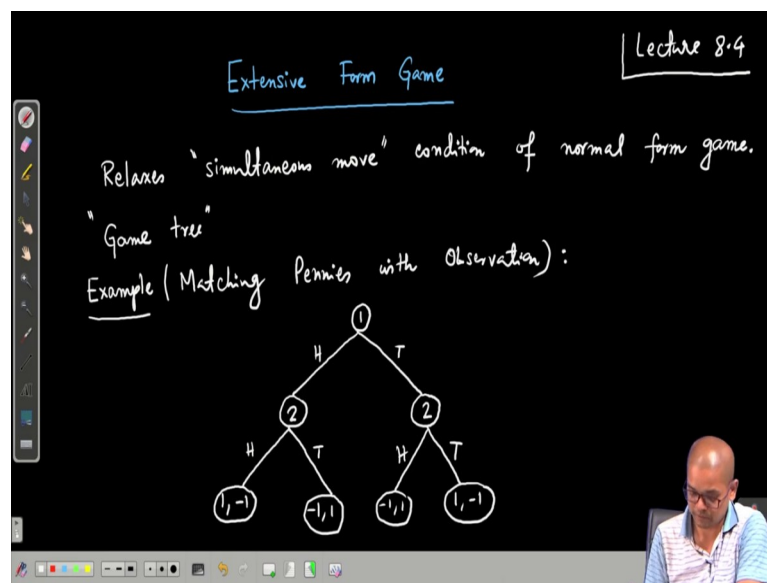 Lecture 8.4
Extensive Form Game
Relaxes "simultaneous move" condition of normal form game.
"Game tree"
Example (Matching Pennies with Observation):
1
H T
2 2
H T H T
1, -1 -1, 1 -1, 1 1, -1